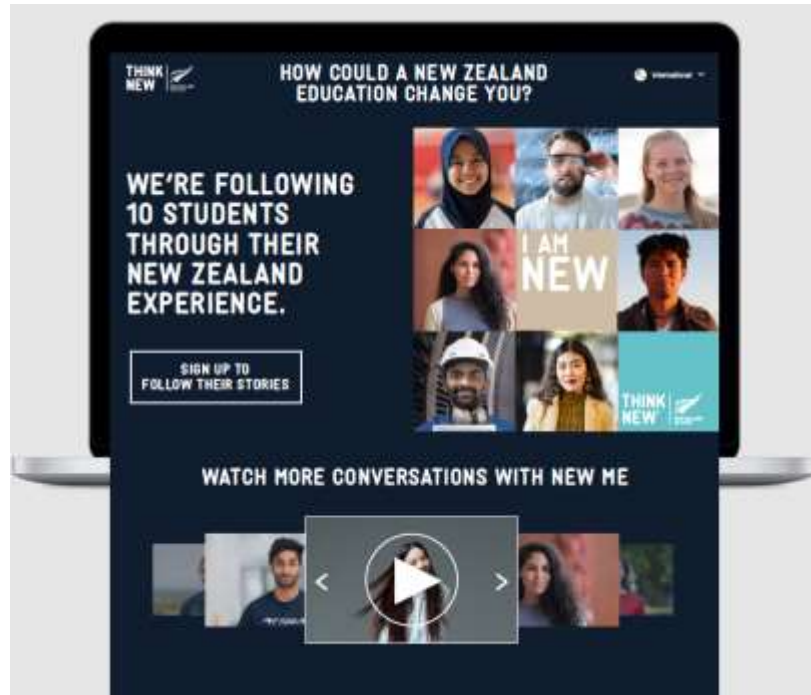 THINK
NEW
HOW COULD A NEW ZEALAND
EDUCATION CHANGE YOU?
International
WE'RE FOLLOWING
10 STUDENTS
THROUGH THEIR
NEW ZEALAND
EXPERIENCE.
SIGN UP TO
FOLLOW THEIR STORIES
I AM
NEW
THINK
NEW
WATCH MORE CONVERSATIONS WITH NEW ME